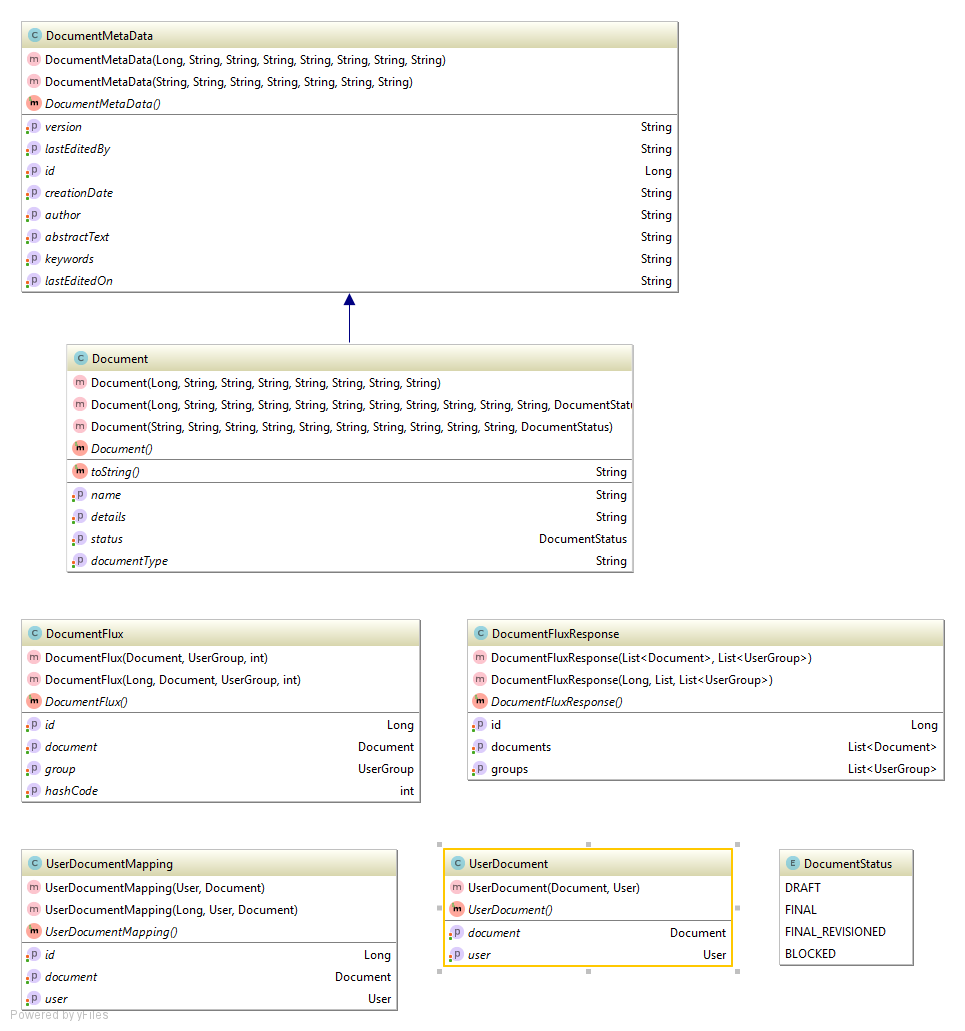 C DocumentMetaData
m DocumentMetaData(Long, String, String, String, String, String, String, String)
m DocumentMetaData(String, String, String, String, String, String, String)
m DocumentMetaData()
p version String
p lastEditedBy String
p id Long
p creationDate String
p author String
p abstractText String
p keywords String
p lastEditedOn String
C Document
m Document(Long, String, String, String, String, String, String, String)
m Document(Long, String, String, String, String, String, String, String, String, String, String, DocumentStatu
m Document(String, String, String, String, String, String, String, String, String, String, DocumentStatus)
m Document()
m toString() String
p name String
p details String
p status DocumentStatus
p documentType String
C DocumentFlux
m DocumentFlux(Document, UserGroup, int)
m DocumentFlux(Long, Document, UserGroup, int)
m DocumentFlux()
p id Long
p document Document
p group UserGroup
p hashCode int
C DocumentFluxResponse
m DocumentFluxResponse(List<Document>, List<UserGroup>)
m DocumentFluxResponse(Long, List, List<UserGroup>)
m DocumentFluxResponse()
p id Long
p documents List<Document>
p groups List<UserGroup>
C UserDocumentMapping
m UserDocumentMapping(User, Document)
m UserDocumentMapping(Long, User, Document)
m UserDocumentMapping()
p id Long
p document Document
p user User
C UserDocument
m UserDocument(Document, User)
m UserDocument()
p document Document
p user User
E DocumentStatus
DRAFT
FINAL
FINAL_REVISIONED
BLOCKED
Powered by yFiles